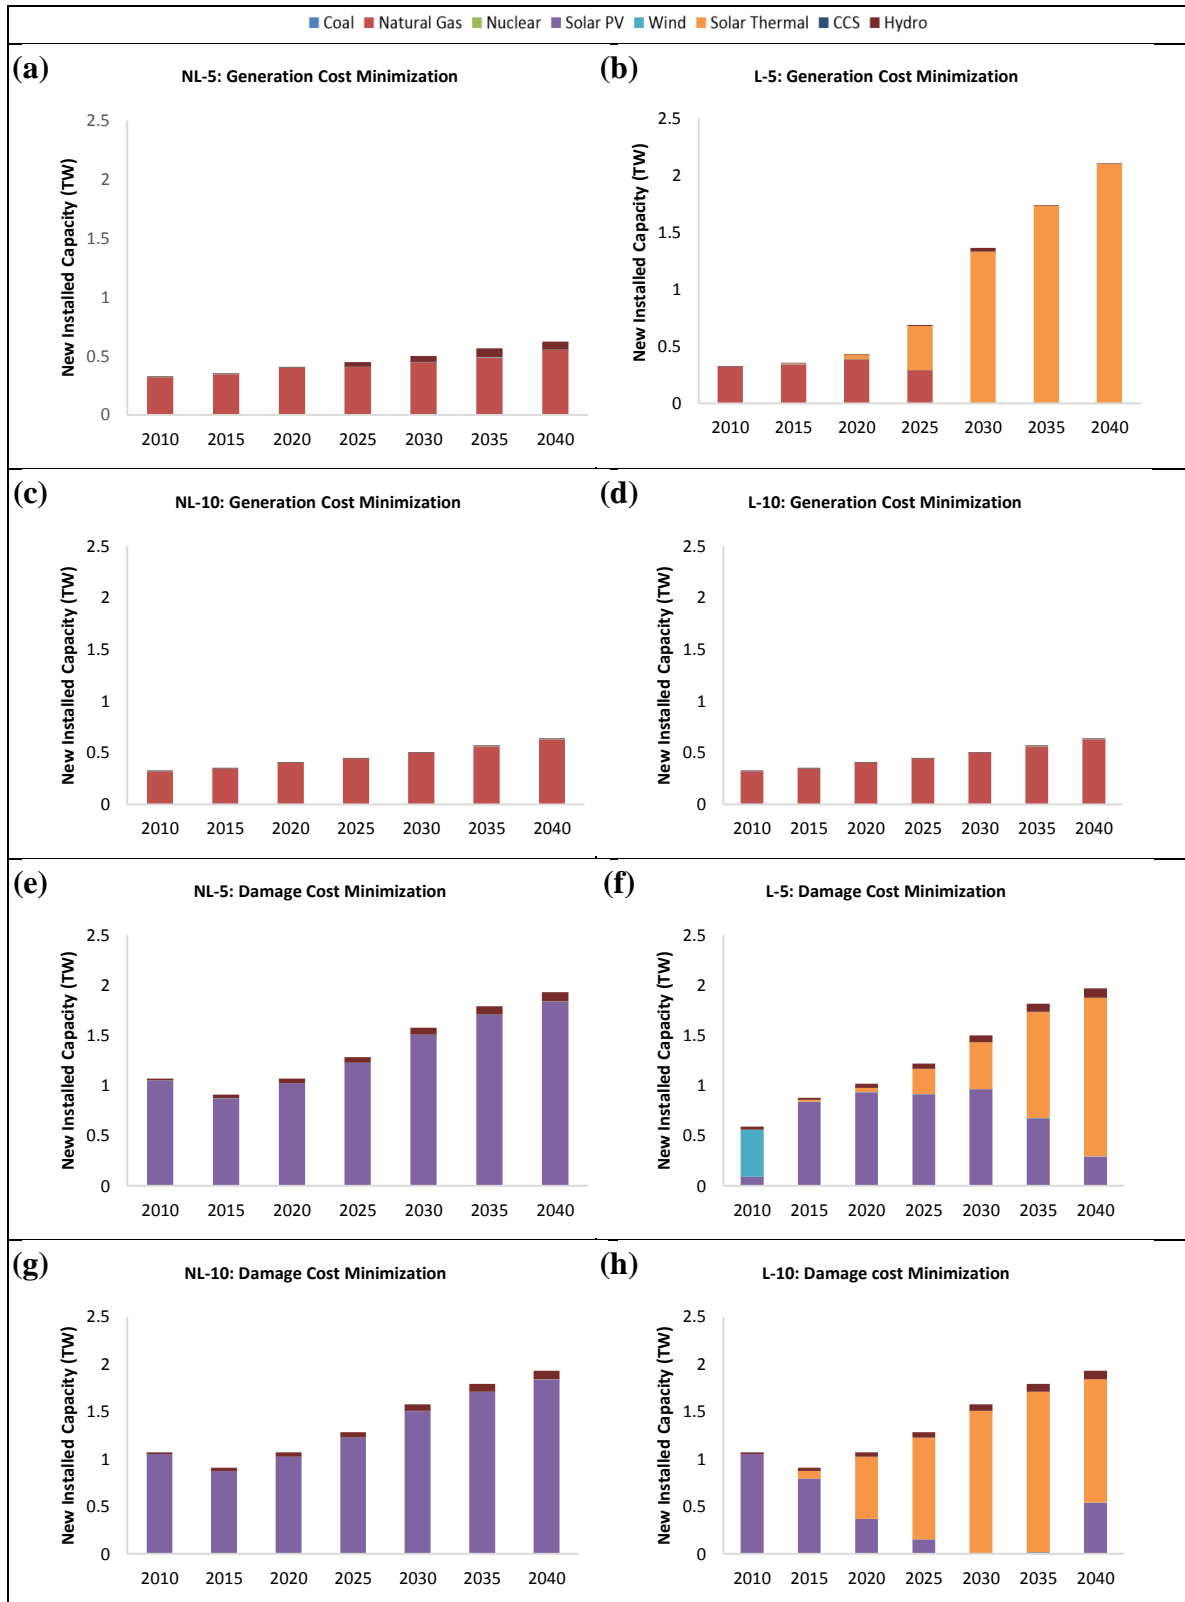 Coal Natural Gas Nuclear Solar PV Wind Solar Thermal CCS Hydro
(a)
NL-5: Generation Cost Minimization
New Installed Capacity (TW)
2.5
2
1.5
1
0.5
0
2010 2015 2020 2025 2030 2035 2040
(b)
L-5: Generation Cost Minimization
New Installed Capacity (TW)
2.5
2
1.5
1
0.5
0
2010 2015 2020 2025 2030 2035 2040
(c)
NL-10: Generation Cost Minimization
New Installed Capacity (TW)
2.5
2
1.5
1
0.5
0
2010 2015 2020 2025 2030 2035 2040
(d)
L-10: Generation Cost Minimization
New Installed Capacity (TW)
2.5
2
1.5
1
0.5
0
2010 2015 2020 2025 2030 2035 2040
(e)
NL-5: Damage Cost Minimization
New Installed Capacity (TW)
2.5
2
1.5
1
0.5
0
2010 2015 2020 2025 2030 2035 2040
(f)
L-5: Damage Cost Minimization
New Installed Capacity (TW)
2.5
2
1.5
1
0.5
0
2010 2015 2020 2025 2030 2035 2040
(g)
NL-10: Damage Cost Minimization
New Installed Capacity (TW)
2.5
2
1.5
1
0.5
0
2010 2015 2020 2025 2030 2035 2040
(h)
L-10: Damage cost Minimization
New Installed Capacity (TW)
2.5
2
1.5
1
0.5
0
2010 2015 2020 2025 2030 2035 2040